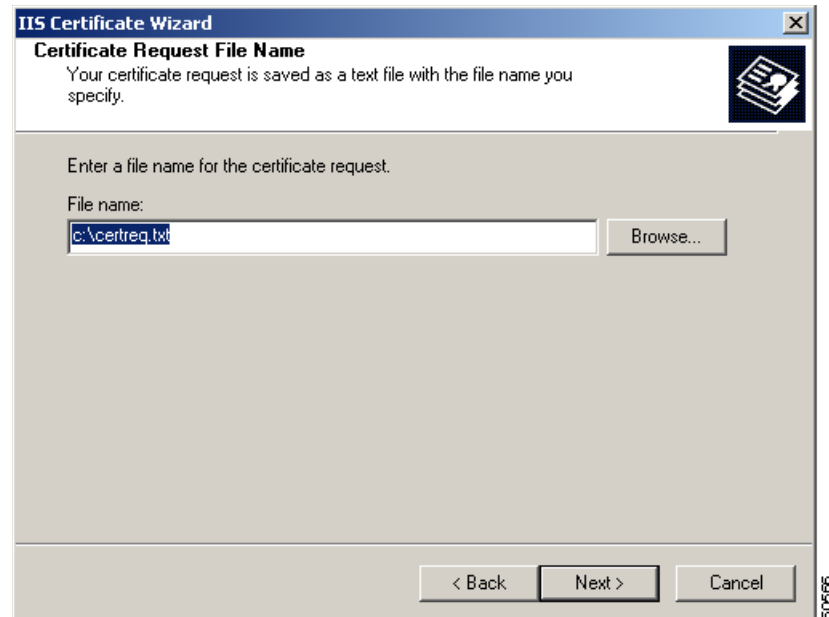 IIS Certificate Wizard
Certificate Request File Name
Your certificate request is saved as a text file with the file name you
specify.
Enter a file name for the certificate request.
File name:
c:\certreq.txt
Browse...
< Back
Next >
Cancel